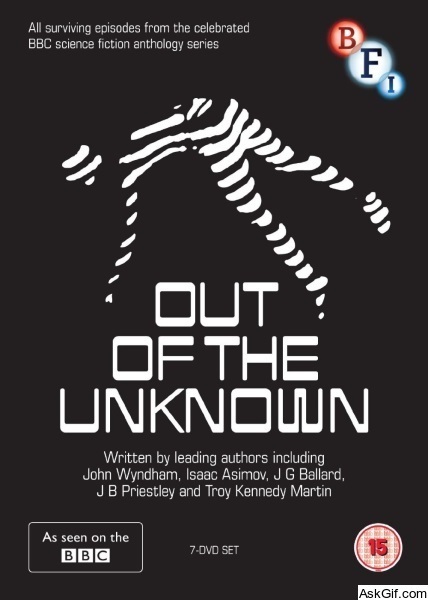 All surviving episodes from the celebrated
BBC science fiction anthology series
BFI
OUT
OF THE
UNKNOWN
Written by leading authors including
John Wyndham, Isaac Asimov, J G Ballard,
J B Priestley and Troy Kennedy Martin
As seen on the
BBC
7-DVD SET
15
AskGif.com